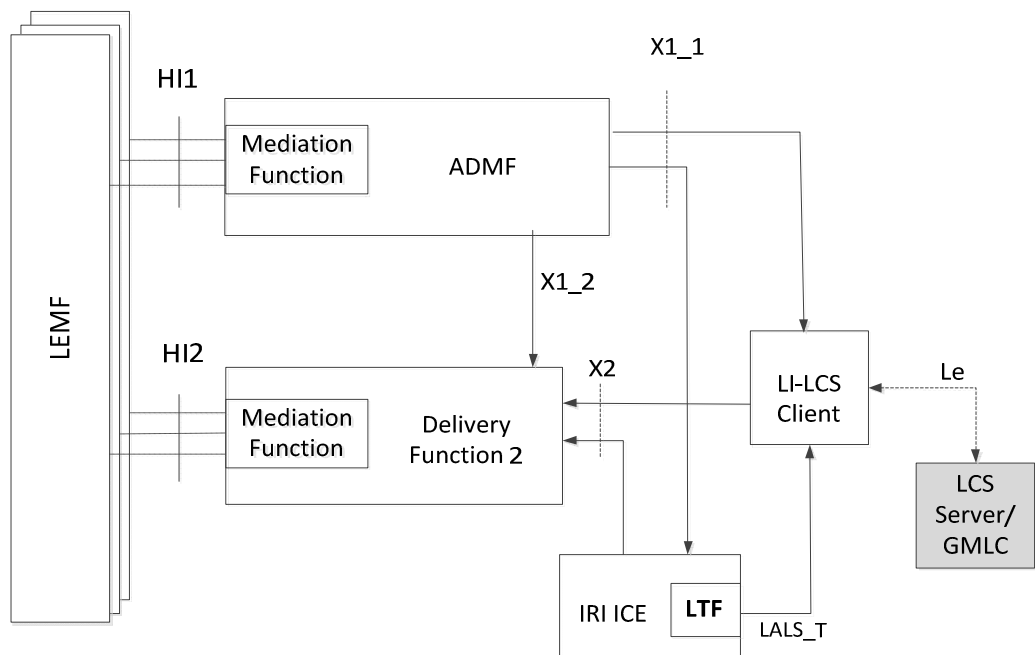 HI1
X1_1
Mediation
Function
ADMF
X1_2
LEMF
HI2
X2
Mediation
Function
Delivery
Function 2
LI-LCS
Client
Le
LCS
Server/
GMLC
IRI ICE
LTF
LALS_T